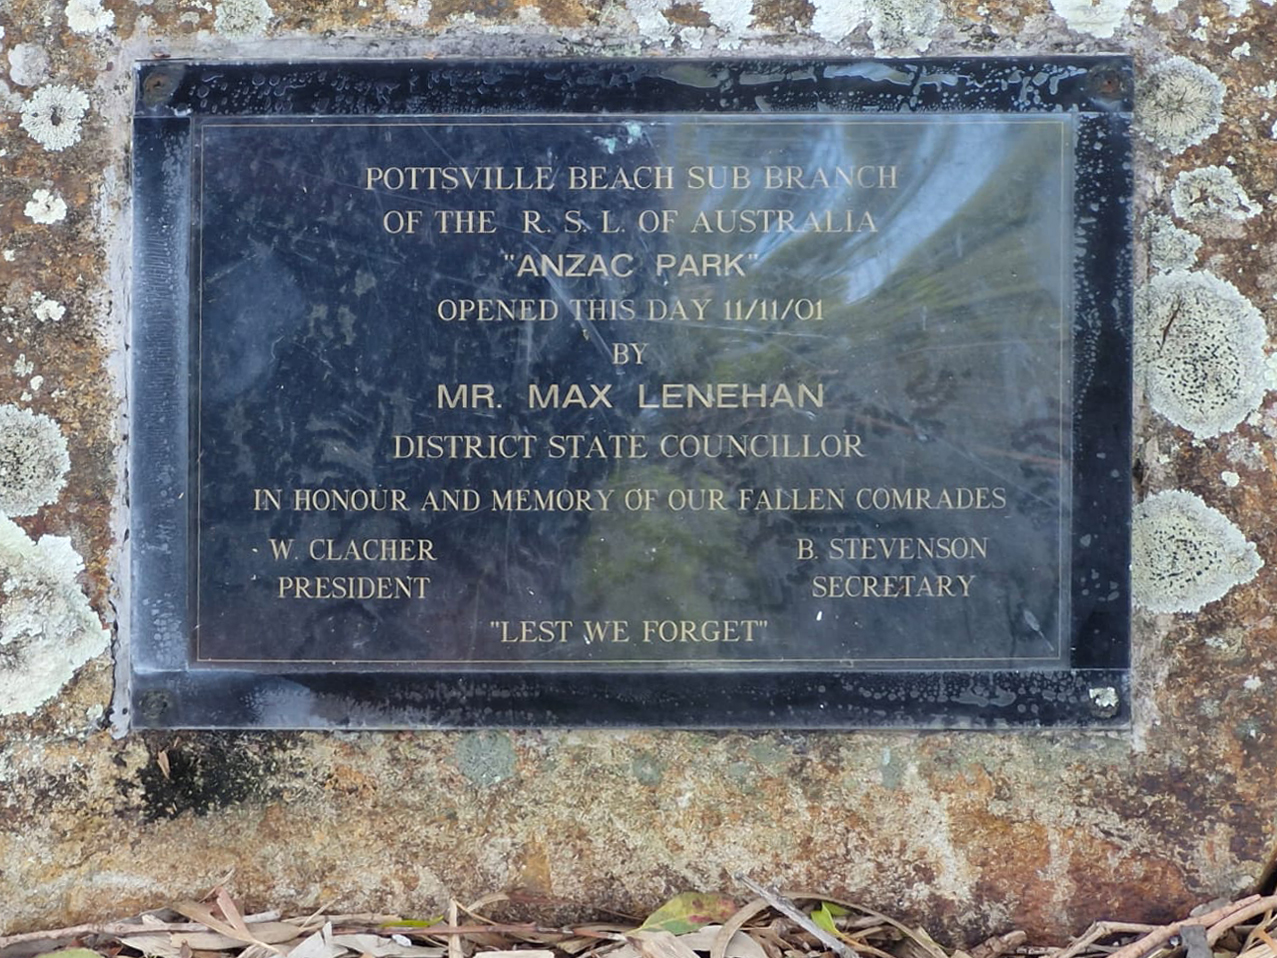 POTTSVILLE BEACH SUB BRANCH
OF THE R. S. L. OF AUSTRALIA
"ANZAC PARK"
OPENED THIS DAY 11/11/01
BY
MR. MAX LENEHAN
DISTRICT STATE COUNCILLOR
IN HONOUR AND MEMORY OF OUR FALLEN COMRADES
W. CLACHER B. STEVENSON
PRESIDENT SECRETARY
"LEST WE FORGET"